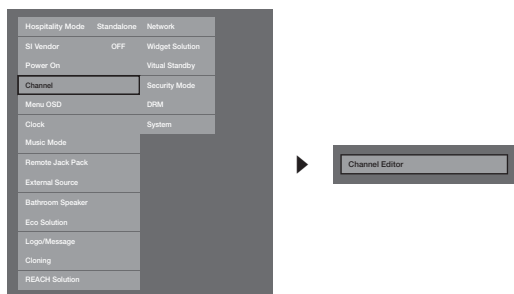 Hospitality Mode Standalone Network
SI Vendor OFF Widget Solution
Power On Vitual Standby
Channel Security Mode
Menu OSD DRM
Clock System
Music Mode
Remote Jack Pack
External Source
Bathroom Speaker
Eco Solution
Logo/Message
Cloning
REACH Solution
Channel Editor